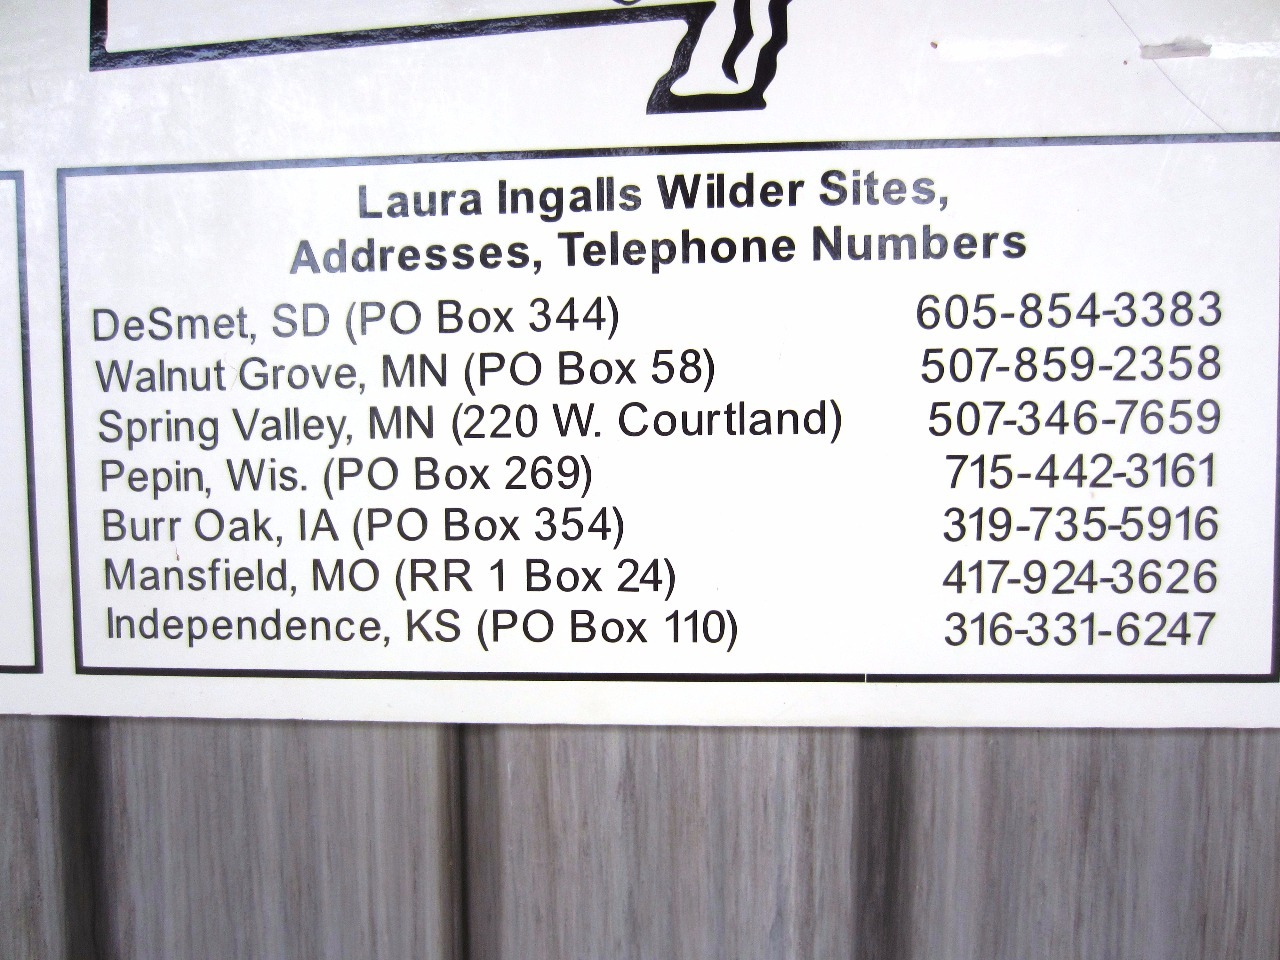 Laura Ingalls Wilder Sites,
Addresses, Telephone Numbers
DeSmet, SD (PO Box 344) 605-854-3383
Walnut Grove, MN (PO Box 58) 507-859-2358
Spring Valley, MN (220 W. Courtland) 507-346-7659
Pepin, Wis. (PO Box 269) 715-442-3161
Burr Oak, IA (PO Box 354) 319-735-5916
Mansfield, MO (RR 1 Box 24) 417-924-3626
Independence, KS (PO Box 110) 316-331-6247